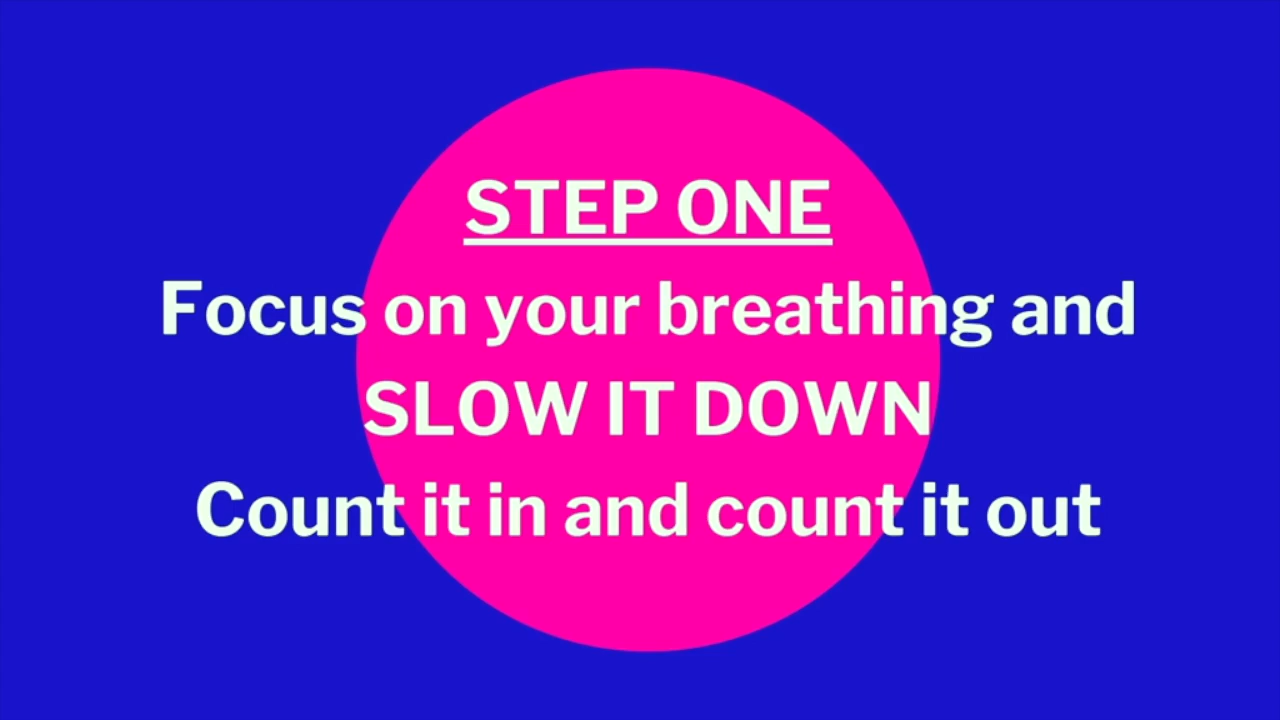 STEP ONE
Focus on your breathing and
SLOW IT DOWN
Count it in and count it out